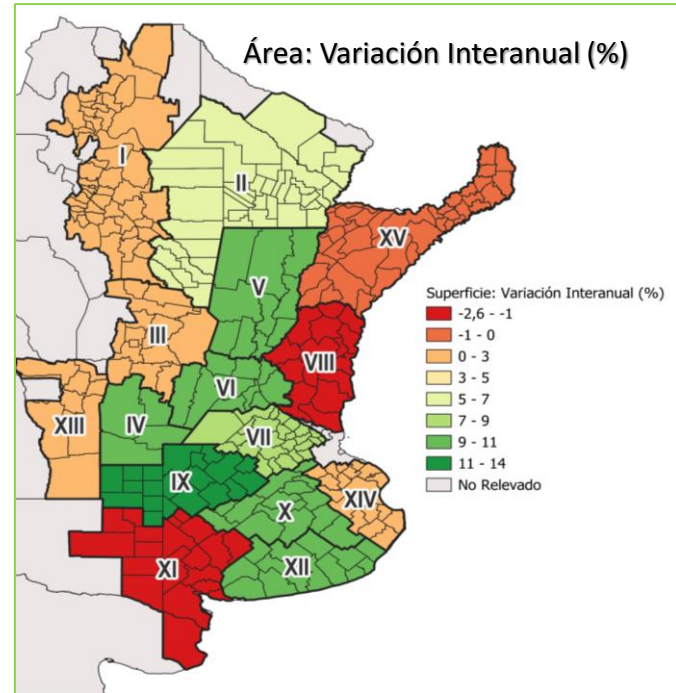 Área: Variación Interanual (%)
I
II
XV
V
III
VIII
VI
IV
XIII
VII
IX
XIV
X
XII
XI
Superficie: Variación Interanual (%)
-2,6 - -1
-1 - 0
0 - 3
3 - 5
5 - 7
7 - 9
9 - 11
11 - 14
No Relevado